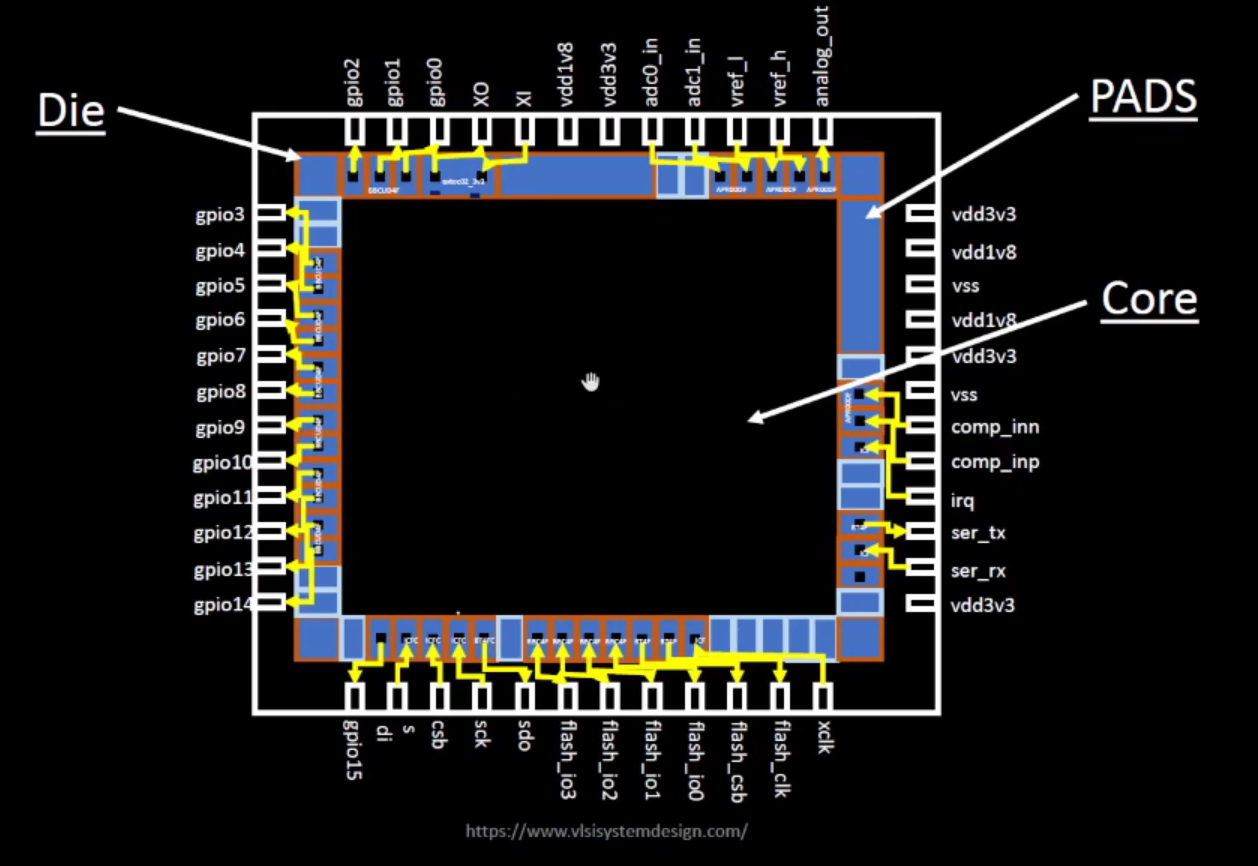 gpio2
gpio1
gpio0
XO
XI
vdd1v8
vdd3v3
adc0_in
adc1_in
vref_l
vref_h
analog_out
Die
PADS
Core
gpio3
gpio4
gpio5
gpio6
gpio7
gpio8
gpio9
gpio10
gpio11
gpio12
gpio13
gpio14
vdd3v3
vdd1v8
vss
vdd1v8
vdd3v3
vss
comp_inn
comp_inp
irq
ser_tx
ser_rx
vdd3v3
gpio15
di
s
csb
sck
sdo
flash_io3
flash_io2
flash_io1
flash_io0
flash_csb
flash_clk
xclk
https://www.vlsisystemdesign.com/